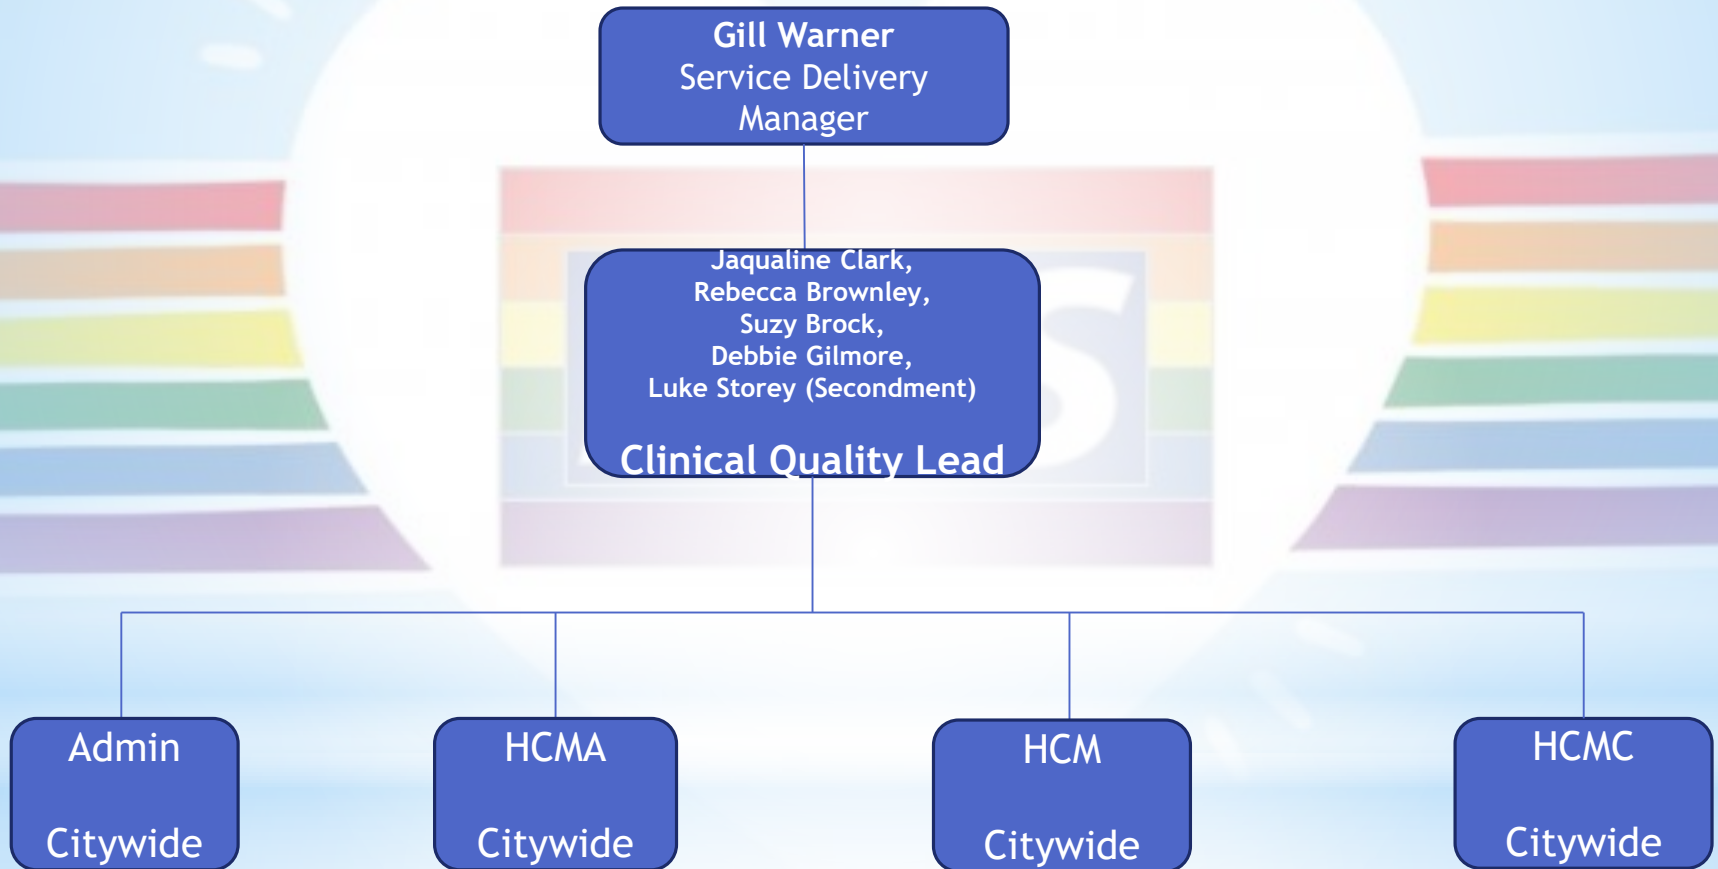 Gill Warner
Service Delivery
Manager
Jaqualine Clark,
Rebecca Brownley,
Suzy Brock,
Debbie Gilmore,
Luke Storey (Secondment)
Clinical Quality Lead
Admin
Citywide
HCMA
Citywide
HCM
Citywide
HCMC
Citywide